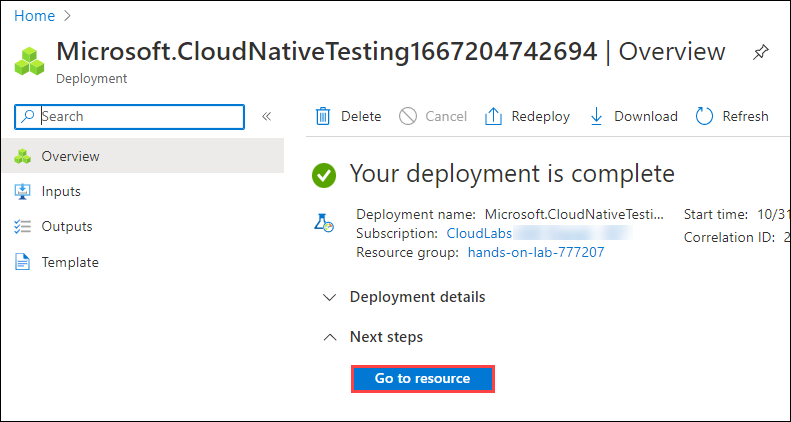 Home >
Microsoft.CloudNativeTesting1667204742694 | Overview
Deployment
Search
«
Delete
Cancel
Redeploy
Download
Refresh
Overview
Inputs
Outputs
Template
Your deployment is complete
Deployment name: Microsoft.CloudNativeTesti... Start time: 10/31
Subscription: CloudLabs
Correlation ID: 2
Resource group: hands-on-lab-777207
Deployment details
Next steps
Go to resource